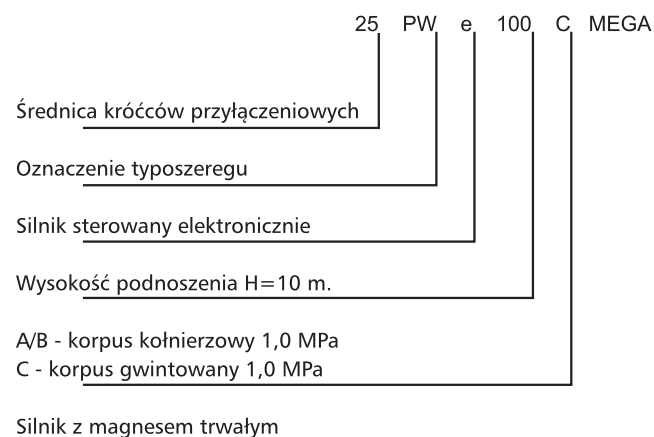 25 PW e 100 C MEGA
Średnica króćców przyłączeniowych
Oznaczenie typoszeregu
Silnik sterowany elektronicznie
Wysokość podnoszenia H=10 m.
A/B - korpus kołnierzowy 1,0 MPa
C - korpus gwintowany 1,0 MPa
Silnik z magnesem trwałym